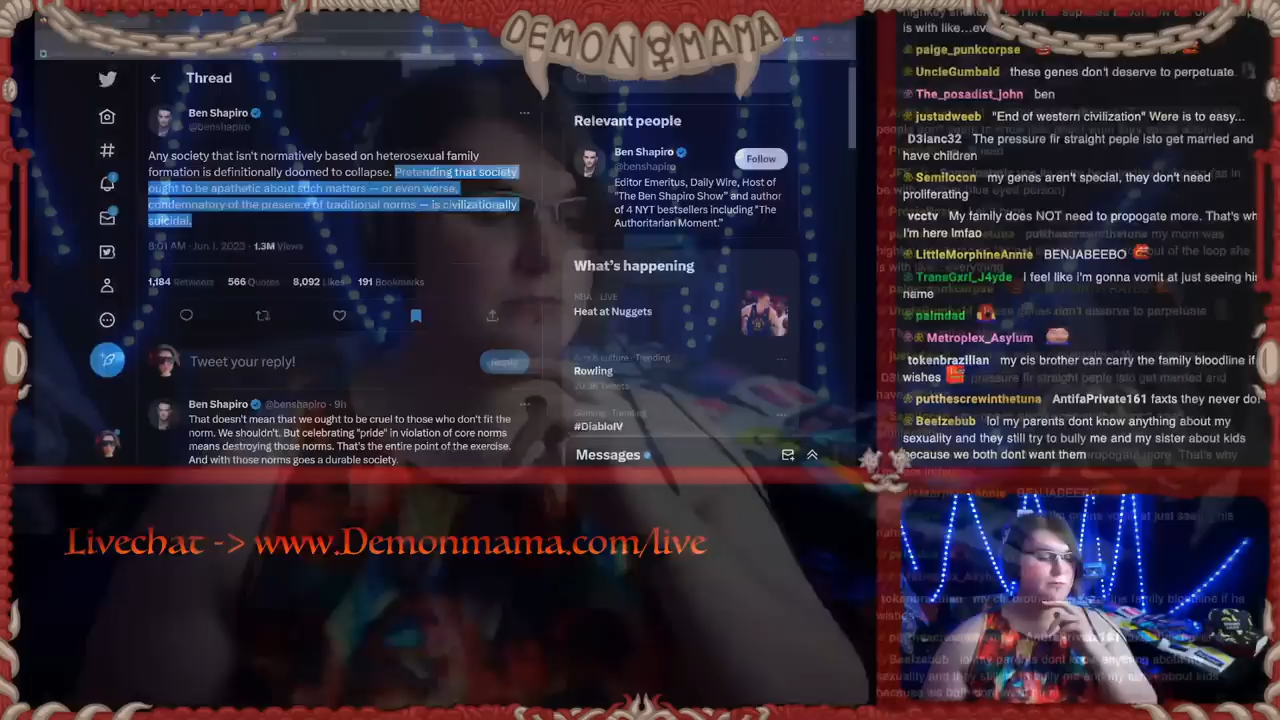 DEMON MAMA
Thread
Ben Shapiro
@benshapiro
Any society that isn't normatively based on heterosexual family
formation is definitionally doomed to collapse. Pretending that society
ought to be apathetic about such matters — or even worse,
condemnatory of the presence of traditional norms — is civilizationally
suicidal.
8:01 AM · Jun 1, 2023 · 1.3M Views
1,184 Retweets 566 Quotes 8,092 Likes 191 Bookmarks
Tweet your reply!
Reply
Ben Shapiro @benshapiro · 9h
That doesn't mean that we ought to be cruel to those who don't fit the
norm. We shouldn't. But celebrating "pride" in violation of core norms
means destroying those norms. That's the entire point of the exercise.
And with those norms goes a durable society.
Relevant people
Ben Shapiro
@benshapiro
Follow
Editor Emeritus, Daily Wire, Host of
"The Ben Shapiro Show" and author
of 4 NYT bestsellers including "The
Authoritarian Moment."
What's happening
NBA · LIVE
Heat at Nuggets
Trending
Rowling
Gaming · Trending
#DiabloIV
Messages
is with like...
paige_punkcorpse
UncleGumbald these genes don't deserve to perpetuate
The_posadist_john ben
justadweeb "End of western civilization" Were is to easy...
D3lanc32 The pressure fir straight peple isto get married and
have children
Semilocon my genes aren't special, they don't need
proliferating
vcctv My family does NOT need to propogate more. That's wh
I'm here lmfao
LittleMorphineAnnie BENJABEEBO
TransGxrl_J4yde I feel like I'm gonna vomit at just seeing hi
name
palmdad
Metroplex_Asylum
tokenbrazilian my cis brother can carry the family bloodline if
wishes
putthescrewinthetuna AntifaPrivate161 faxts they never do
Beelzebub lol my parents dont know anything about my
sexuality and they still try to bully me and my sister about kids
because we both dont want them
Livechat -> www.Demonmama.com/live